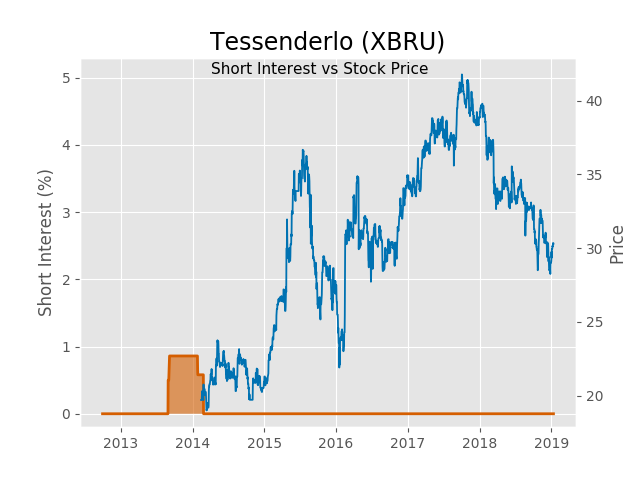 Tessenderlo (XBRU)
Short Interest vs Stock Price
Short Interest (%)
5
4
3
2
1
0
40
35
30
25
20
Price
2013 2014 2015 2016 2017 2018 2019